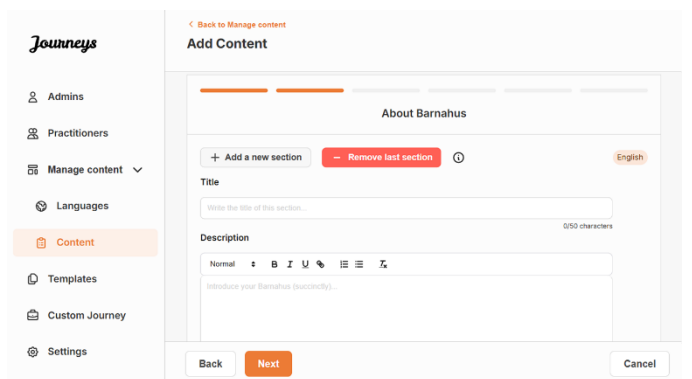 Journeys
Admins
Practitioners
Manage content
Languages
Content
Templates
Custom Journey
Settings
< Back to Manage content
Add Content
About Barnahus
+ Add a new section
− Remove last section
English
Title
Write the title of this section...
0/50 characters
Description
Normal B I U
Introduce your Barnahus (succinctly)...
Back
Next
Cancel